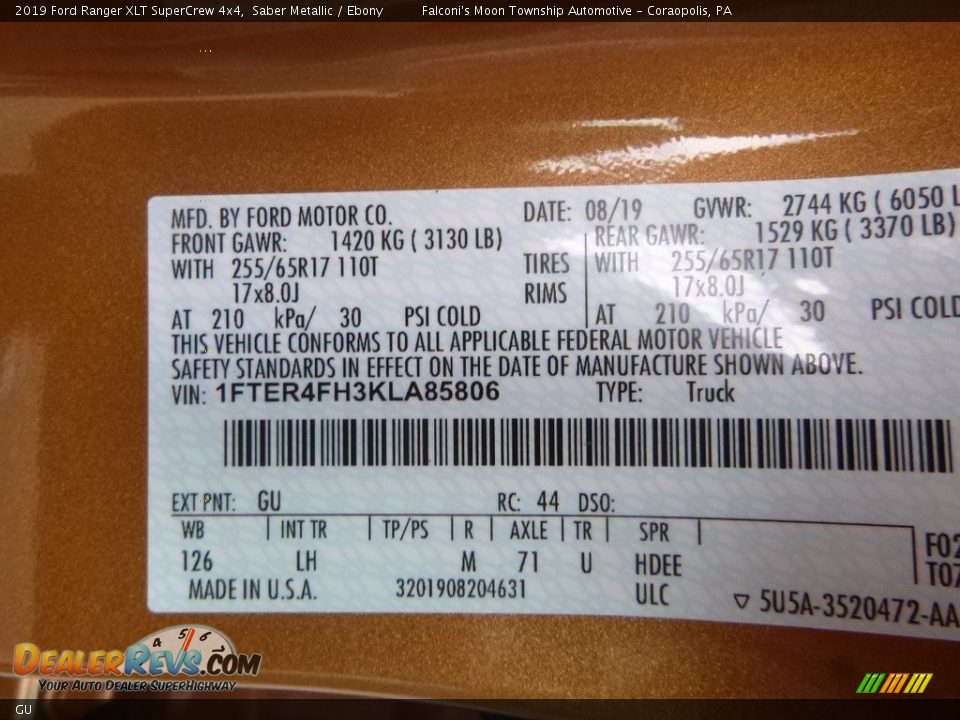 2019 Ford Ranger XLT SuperCrew 4x4, Saber Metallic / Ebony Falconi's Moon Township Automotive - Coraopolis, PA
MFD. BY FORD MOTOR CO. DATE: 08/19 GVWR: 2744 KG ( 6050 L
FRONT GAWR: 1420 KG ( 3130 LB) REAR GAWR: 1529 KG ( 3370 LB)
WITH 255/65R17 110T TIRES WITH 255/65R17 110T
17x8.0J RIMS 17x8.0J
AT 210 kPa/ 30 PSI COLD AT 210 kPa/ 30 PSI COLD
THIS VEHICLE CONFORMS TO ALL APPLICABLE FEDERAL MOTOR VEHICLE
SAFETY STANDARDS IN EFFECT ON THE DATE OF MANUFACTURE SHOWN ABOVE.
VIN: 1FTER4FH3KLA85806 TYPE: Truck
EXT PNT: GU RC: 44 DSO:
WB INT TR TP/PS R AXLE TR SPR F02
126 LH M 71 U HDEE T07
MADE IN U.S.A. 3201908204631 ULC 5U5A-3520472-AA
4 5 6
DEALERREVS.COM
YOUR AUTO DEALER SUPERHIGHWAY
GU